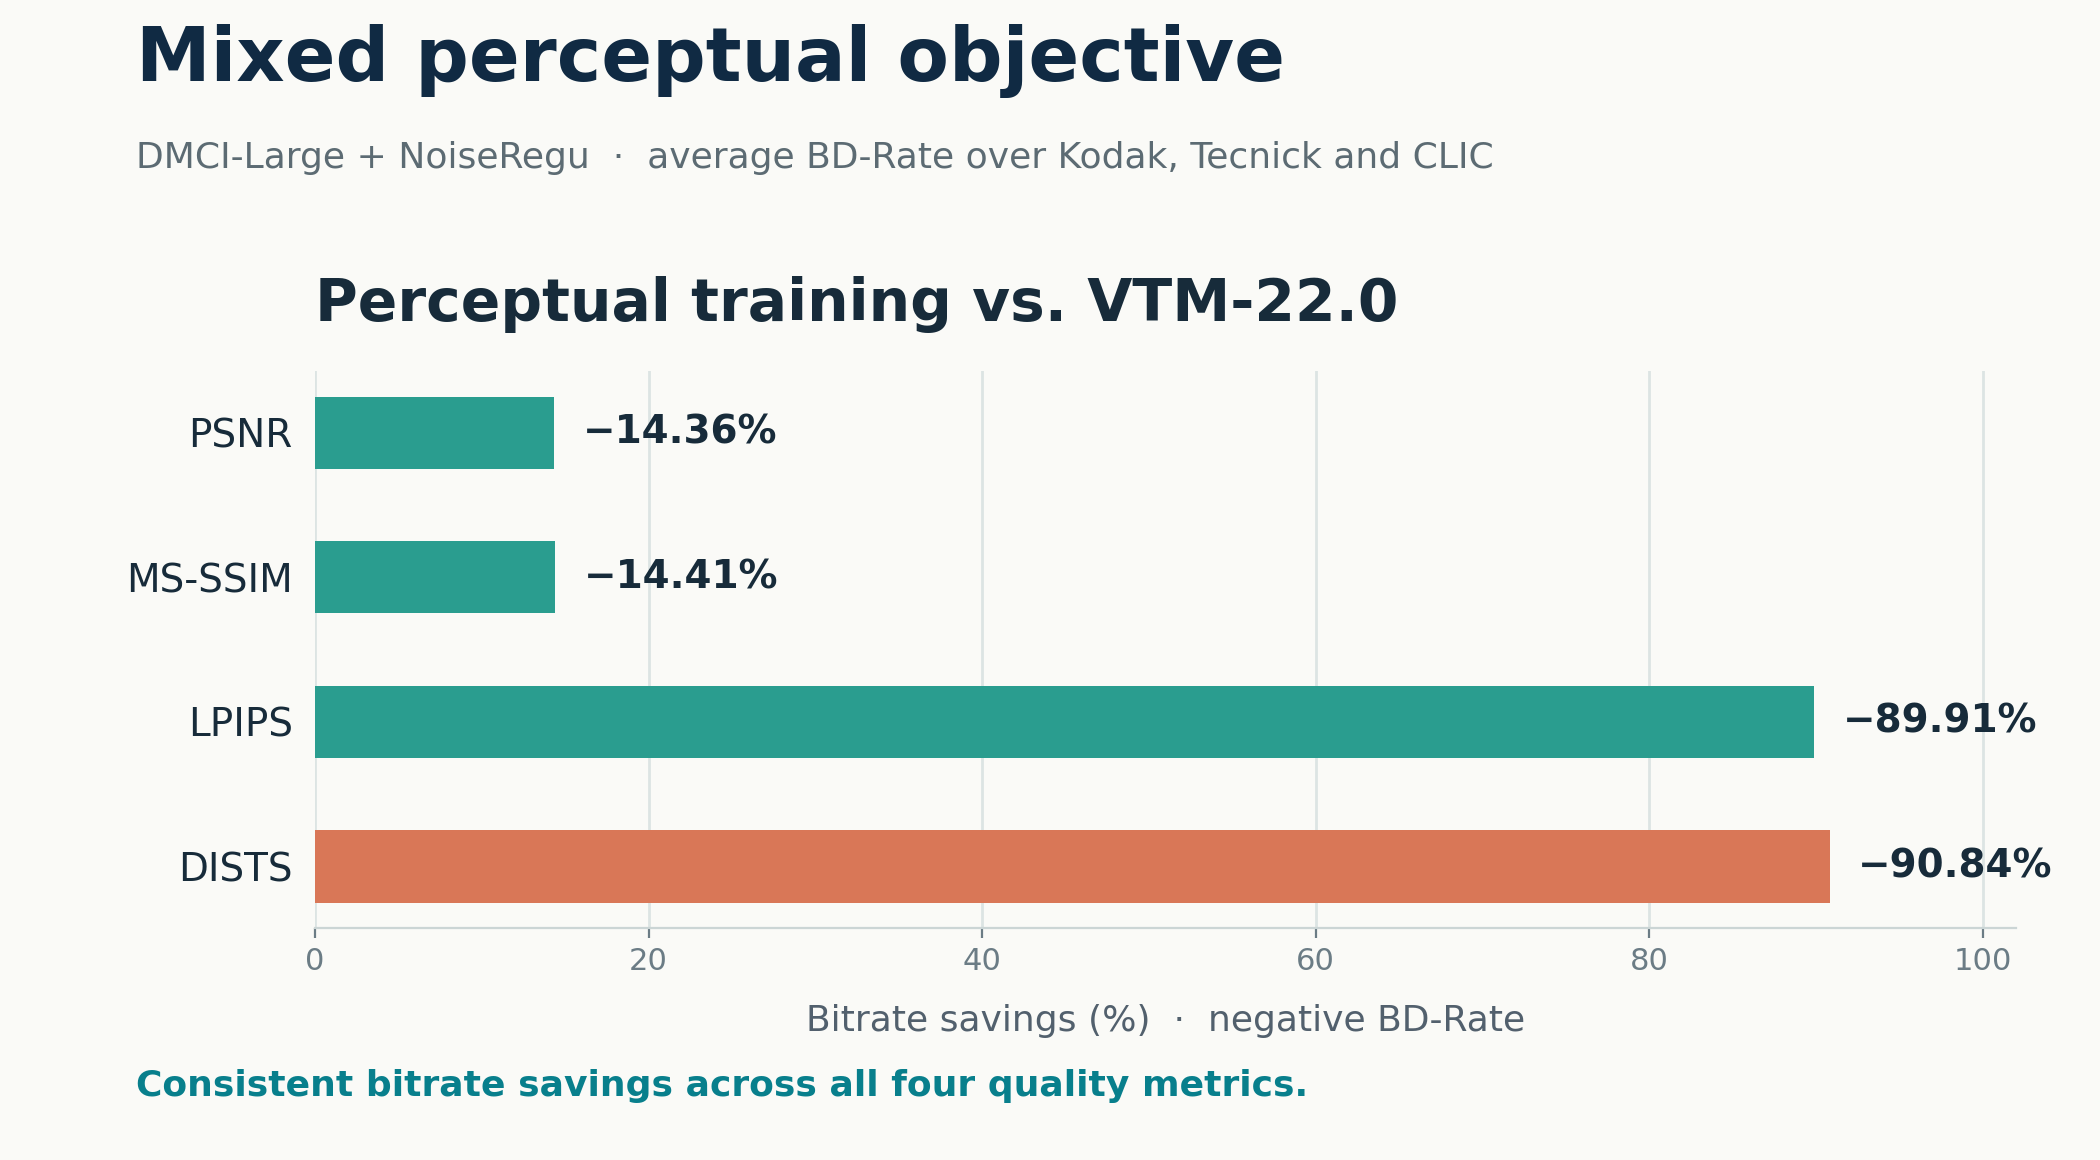 Mixed perceptual objective
DMCI-Large + NoiseRegu · average BD-Rate over Kodak, Tecnick and CLIC
Perceptual training vs. VTM-22.0
PSNR −14.36%
MS-SSIM −14.41%
LPIPS −89.91%
DISTS −90.84%
0 20 40 60 80 100
Bitrate savings (%) · negative BD-Rate
Consistent bitrate savings across all four quality metrics.